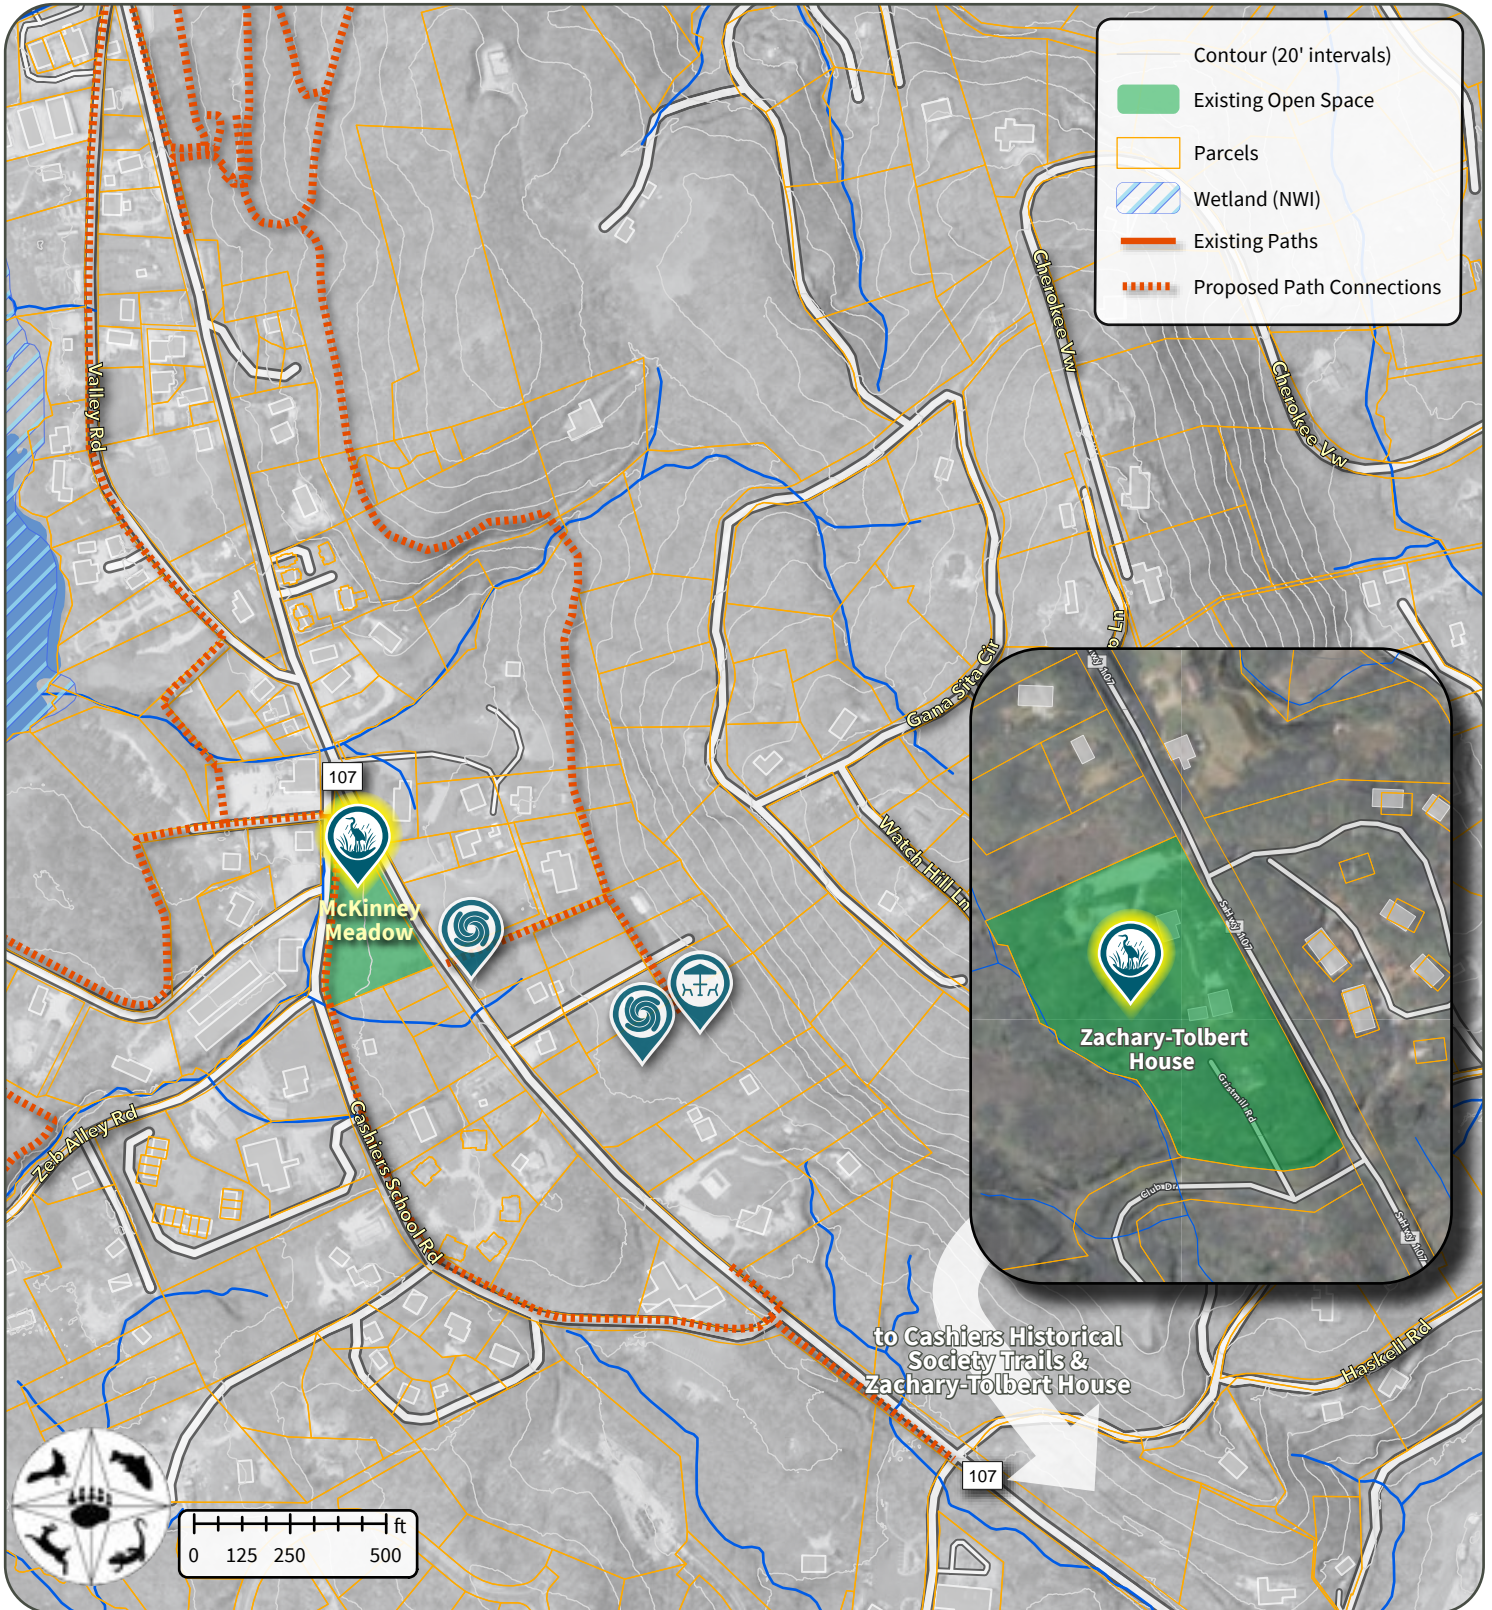 Contour (20' intervals)
Existing Open Space
Parcels
Wetland (NWI)
Existing Paths
Proposed Path Connections
Cherokee Vw
Cherokee Vw
Valley Rd
Gana Sita Cir
Watch Hill Ln
107
McKinney
Meadow
Zeb Alley Rd
Cashiers School Rd
S Hwy 107
Zachary-Tolbert
House
Gristmill Rd
Club Dr
S Hwy 107
to Cashiers Historical
Society Trails &
Zachary-Tolbert House
Haskell Rd
107
ft
0 125 250 500